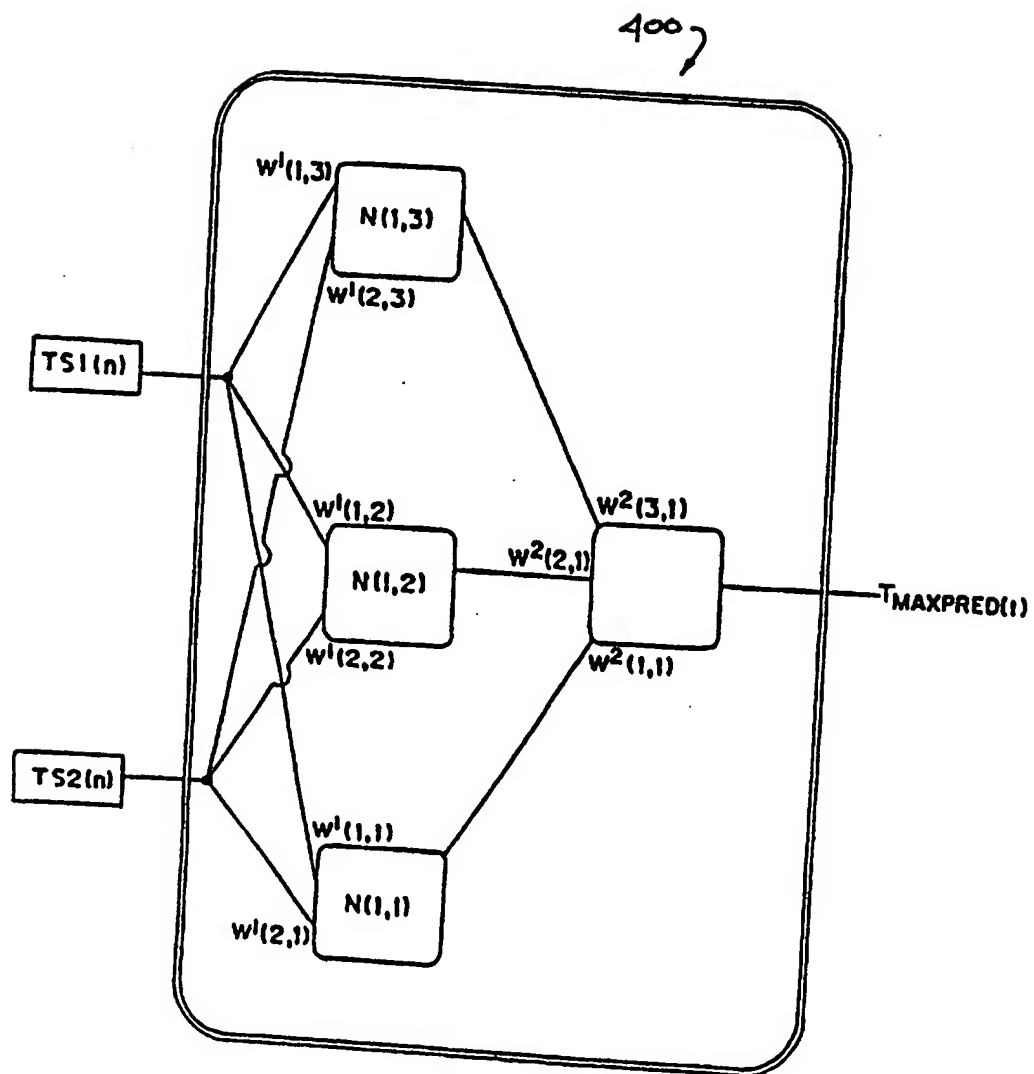 400
W¹(1,3)
N(1,3)
W¹(2,3)
TS1(n)
W¹(1,2)
N(1,2)
W¹(2,2)
W²(3,1)
W²(2,1)
W²(1,1)
TMAXPRED(t)
TS2(n)
W¹(1,1)
N(1,1)
W¹(2,1)